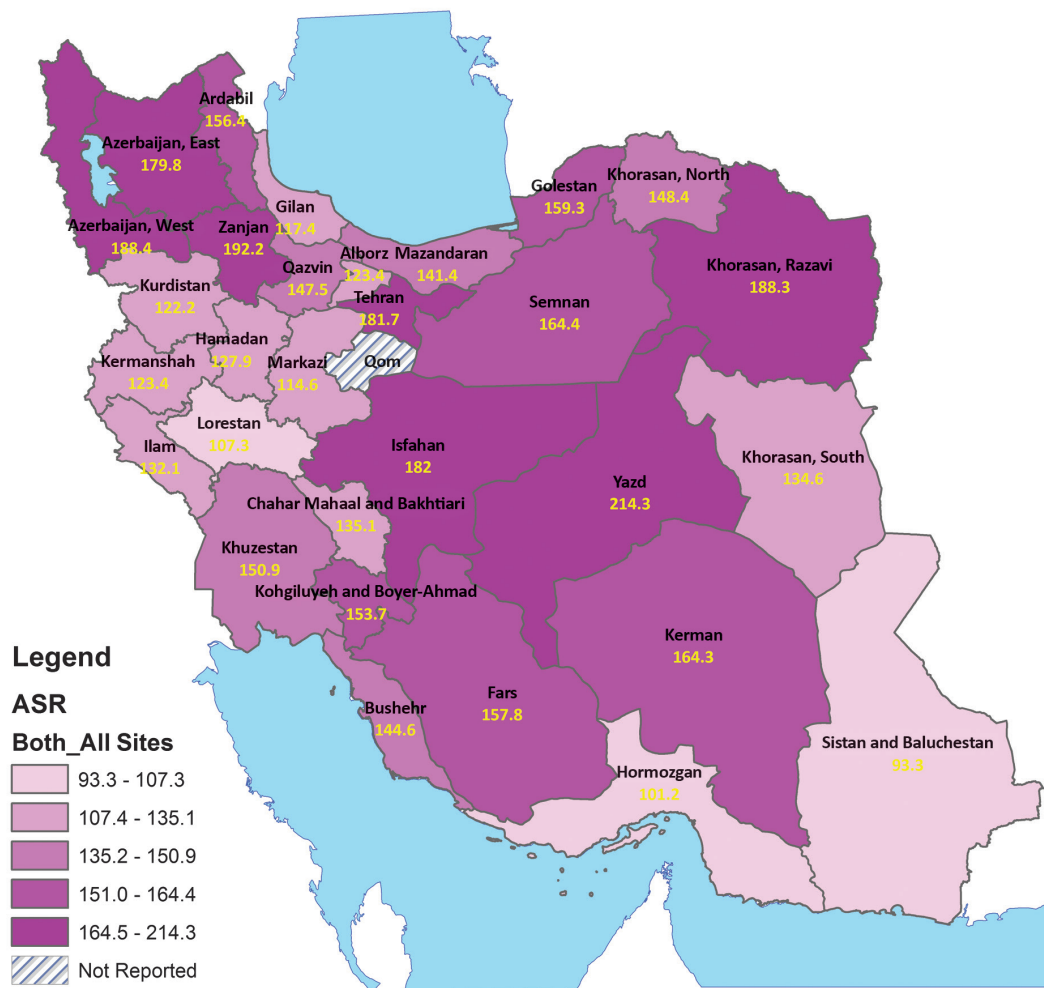 Ardabil
156.4
Azerbaijan, East
179.8
Khorasan, North
148.4
Golestan
159.3
Gilan
117.4
Azerbaijan, West
188.4
Zanjan
192.2
Alborz
123.4
Mazandaran
141.4
Khorasan, Razavi
188.3
Qazvin
147.5
Kurdistan
122.2
Tehran
181.7
Semnan
164.4
Hamadan
127.9
Kermanshah
123.4
Markazi
114.6
Qom
Lorestan
107.3
Ilam
132.1
Isfahan
182
Khorasan, South
134.6
Yazd
214.3
Chahar Mahaal and Bakhtiari
135.1
Khuzestan
150.9
Kohgiluyeh and Boyer-Ahmad
153.7
Kerman
164.3
Fars
157.8
Bushehr
144.6
Sistan and Baluchestan
93.3
Hormozgan
101.2
Legend
ASR
Both_All Sites
93.3 - 107.3
107.4 - 135.1
135.2 - 150.9
151.0 - 164.4
164.5 - 214.3
Not Reported